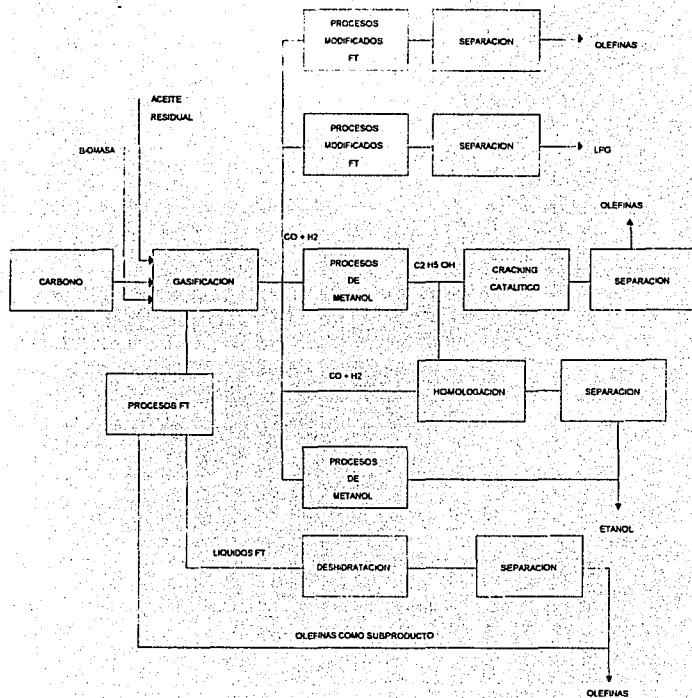 PROCESOS
MODIFICADOS
FT
SEPARACION
OLEFINAS
ACEITE
RESIDUAL
PROCESOS
MODIFICADOS
FT
SEPARACION
LPG
BIOMASA
OLEFINAS
CO + H2
CARBONO
GASIFICACION
PROCESOS
DE
METANOL
C2 H5 OH
CRACKING
CATALITICO
SEPARACION
CO + H2
PROCESOS FT
HOMOLOGACION
SEPARACION
PROCESOS
DE
METANOL
ETANOL
LIQUIDOS FT
DESHIDRATACION
SEPARACION
OLEFINAS COMO SUBPRODUCTO
OLEFINAS